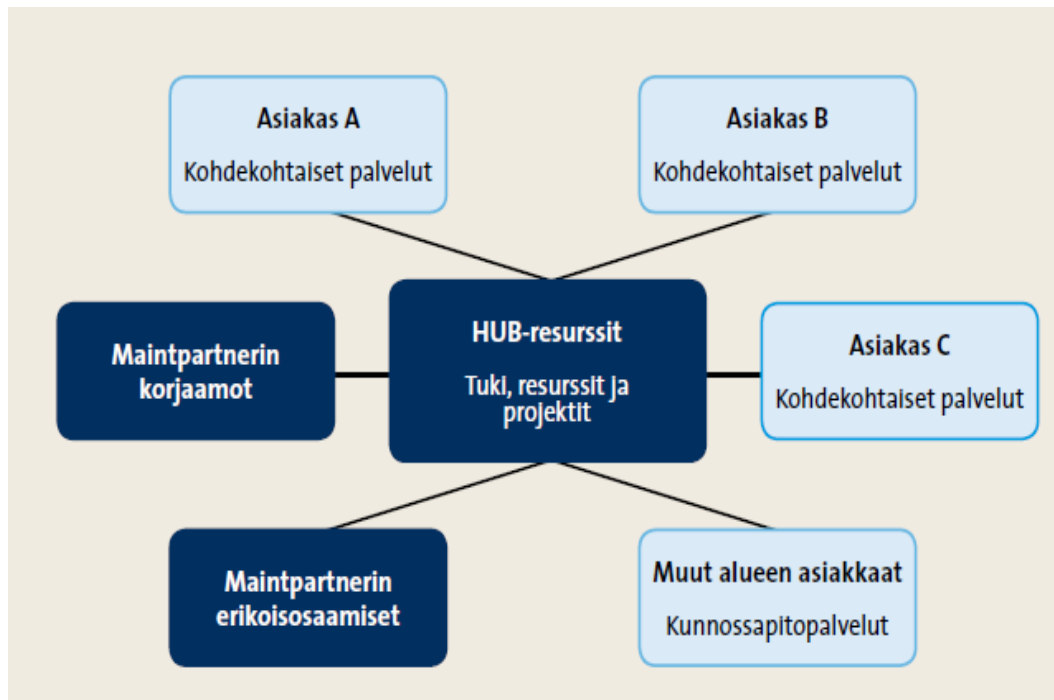 Asiakas A
Kohdekohtaiset palvelut
Asiakas B
Kohdekohtaiset palvelut
Maintpartnerin
korjaamot
HUB-resurssit
Tuki, resurssit ja
projektit
Asiakas C
Kohdekohtaiset palvelut
Maintpartnerin
erikoisosaamiset
Muut alueen asiakkaat
Kunnossapitopalvelut